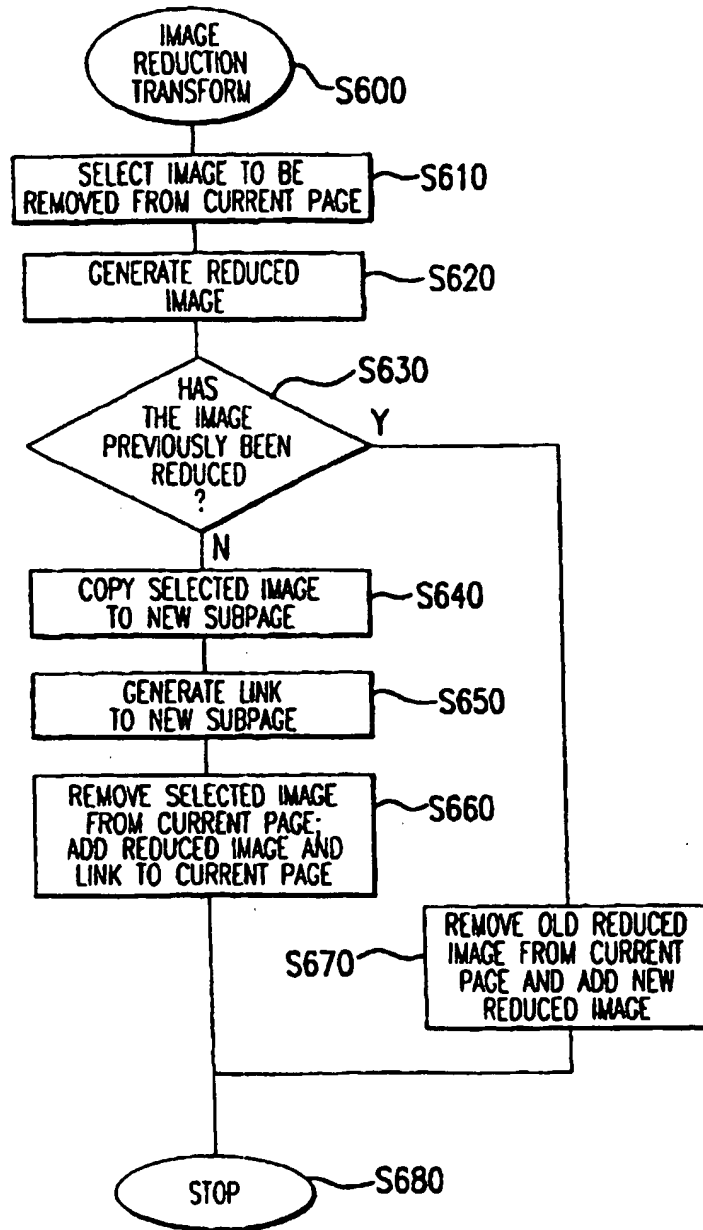 IMAGE
REDUCTION
TRANSFORM
S600
SELECT IMAGE TO BE
REMOVED FROM CURRENT PAGE
S610
GENERATE REDUCED
IMAGE
S620
S630
HAS
THE IMAGE
PREVIOUSLY BEEN
REDUCED
?
Y
N
COPY SELECTED IMAGE
TO NEW SUBPAGE
S640
GENERATE LINK
TO NEW SUBPAGE
S650
REMOVE SELECTED IMAGE
FROM CURRENT PAGE;
ADD REDUCED IMAGE AND
LINK TO CURRENT PAGE
S660
S670
REMOVE OLD REDUCED
IMAGE FROM CURRENT
PAGE AND ADD NEW
REDUCED IMAGE
STOP
S680